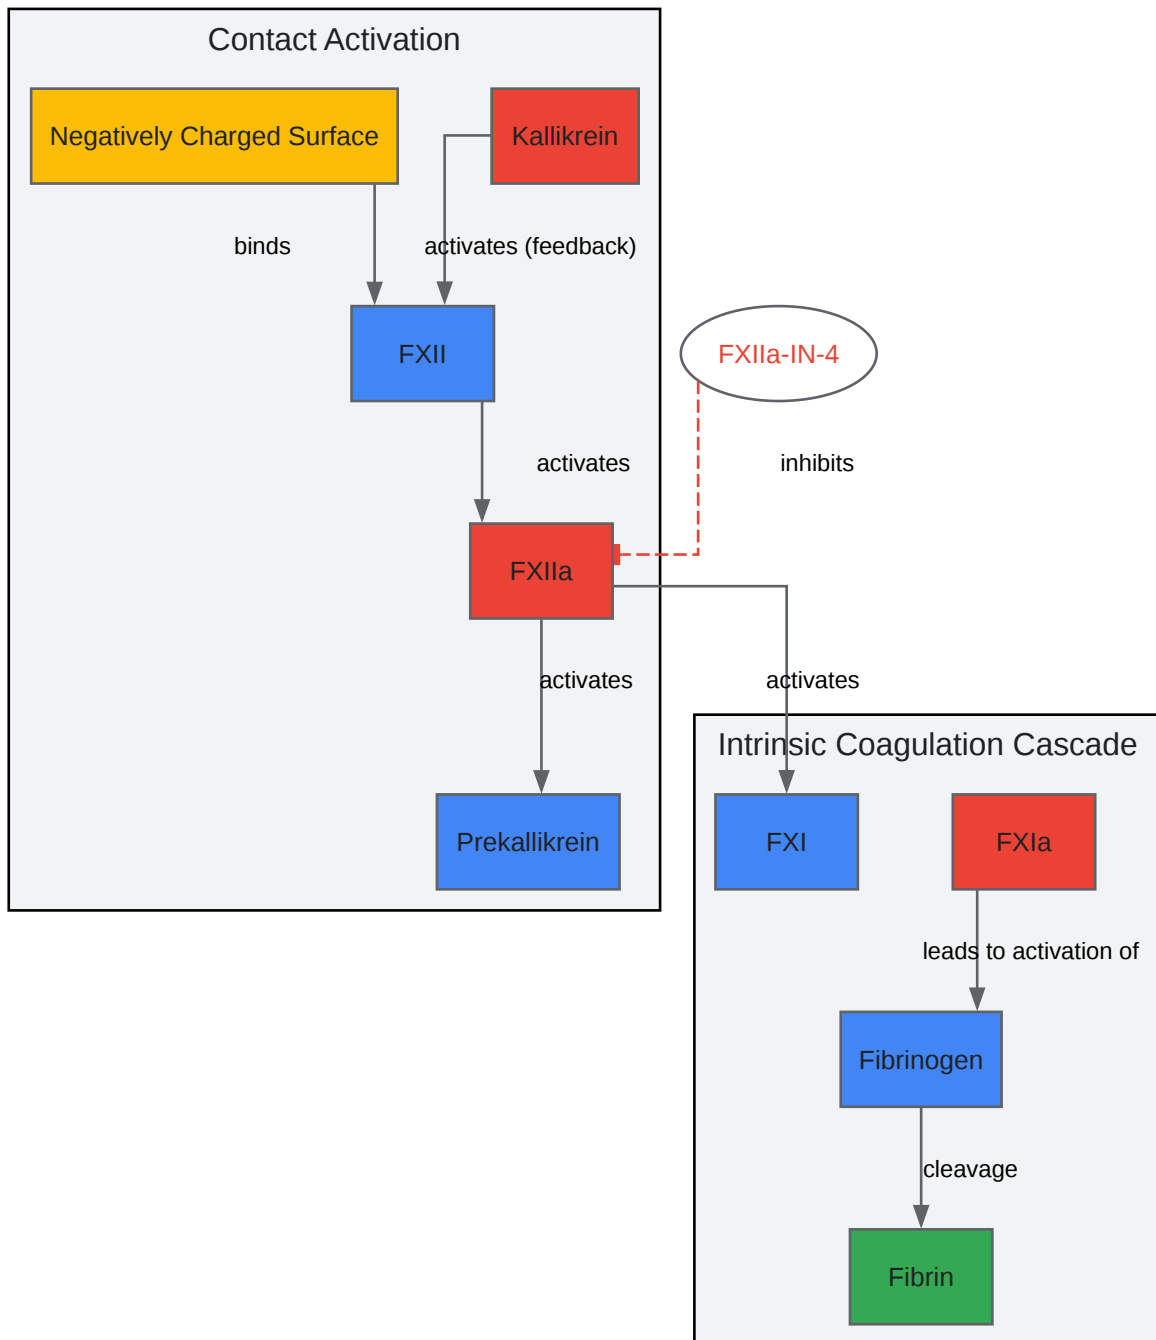 Contact Activation
Negatively Charged Surface
Kallikrein
binds
activates (feedback)
FXII
FXIIa-IN-4
activates
inhibits
FXIIa
activates
activates
Intrinsic Coagulation Cascade
Prekallikrein
FXI
FXIa
leads to activation of
Fibrinogen
cleavage
Fibrin